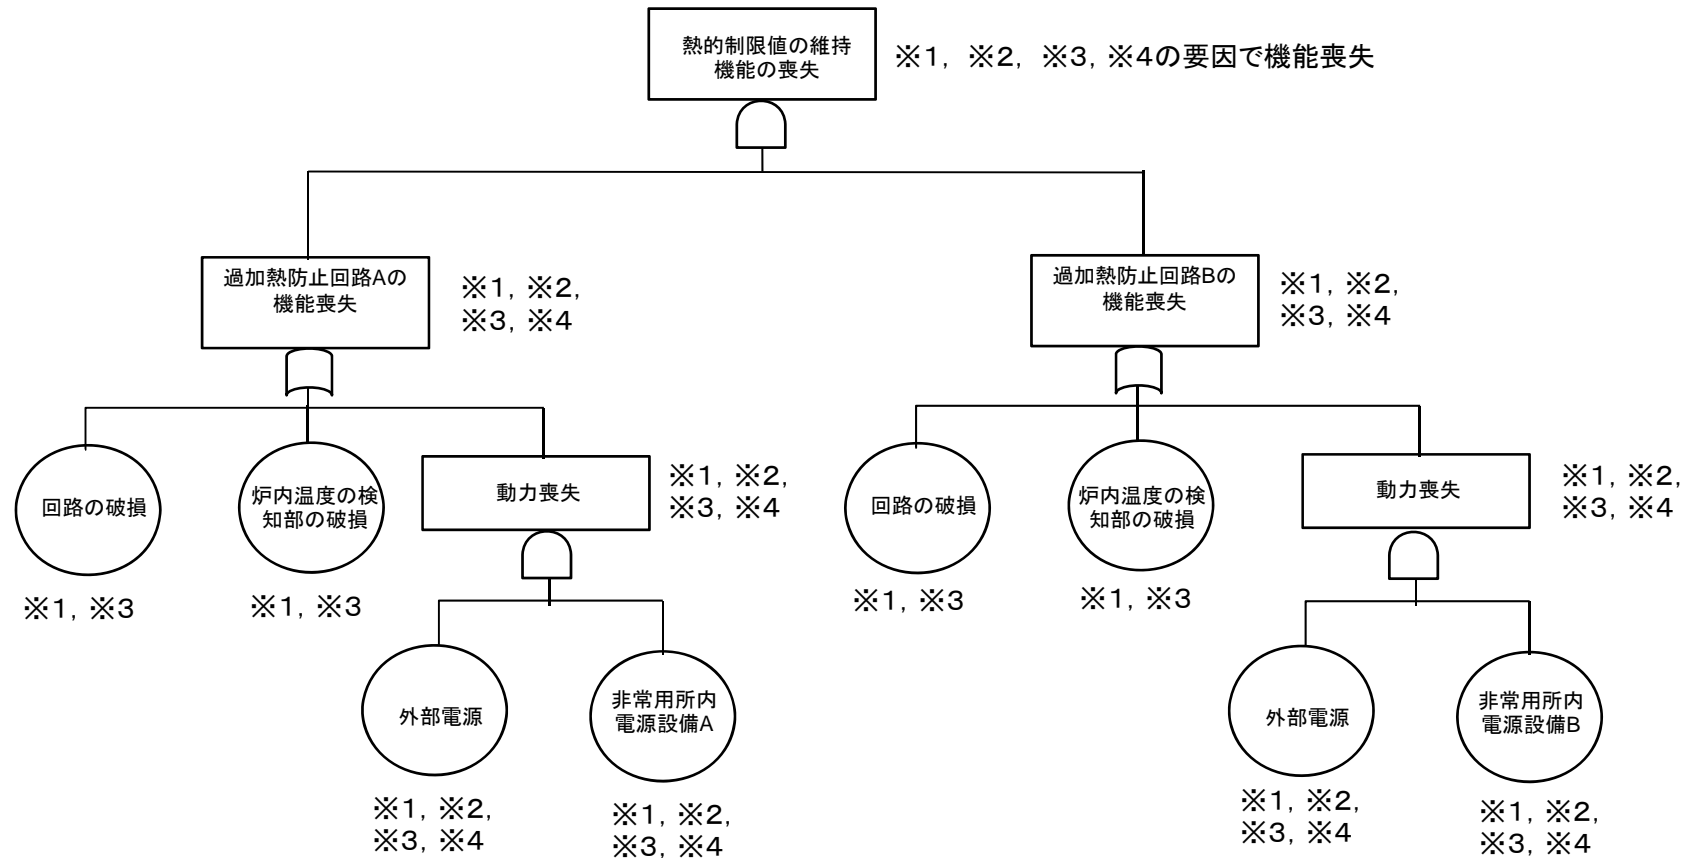 熱的制限値の維持
機能の喪失
※1, ※2, ※3, ※4の要因で機能喪失
過加熱防止回路Aの
機能喪失
※1, ※2,
※3, ※4
過加熱防止回路Bの
機能喪失
※1, ※2,
※3, ※4
回路の破損
※1, ※3
炉内温度の検
知部の破損
※1, ※3
動力喪失
※1, ※2,
※3, ※4
回路の破損
※1, ※3
炉内温度の検
知部の破損
※1, ※3
動力喪失
※1, ※2,
※3, ※4
外部電源
※1, ※2,
※3, ※4
非常用所内
電源設備A
※1, ※2,
※3, ※4
外部電源
※1, ※2,
※3, ※4
非常用所内
電源設備B
※1, ※2,
※3, ※4